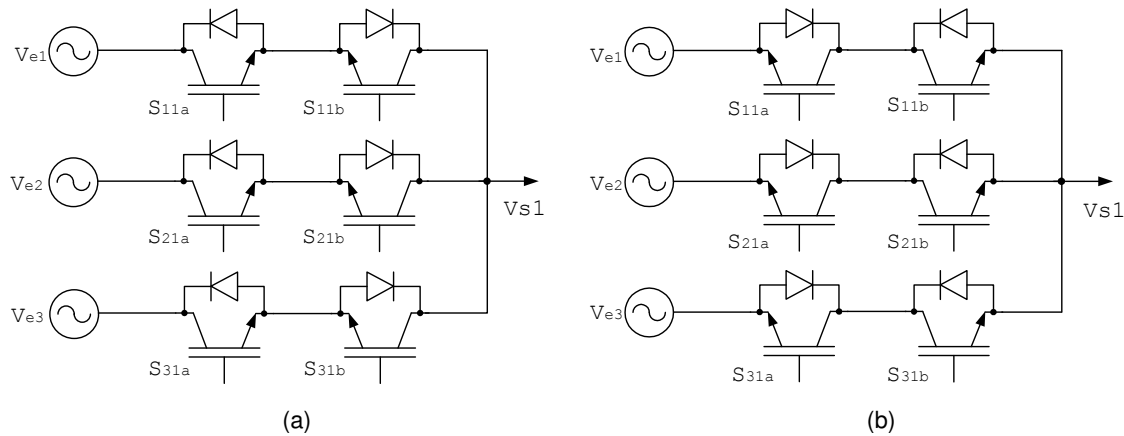 Ve1
S11a
S11b
Ve2
S21a
S21b
Vs1
Ve3
S31a
S31b
(a)
Ve1
S11a
S11b
Ve2
S21a
S21b
Vs1
Ve3
S31a
S31b
(b)